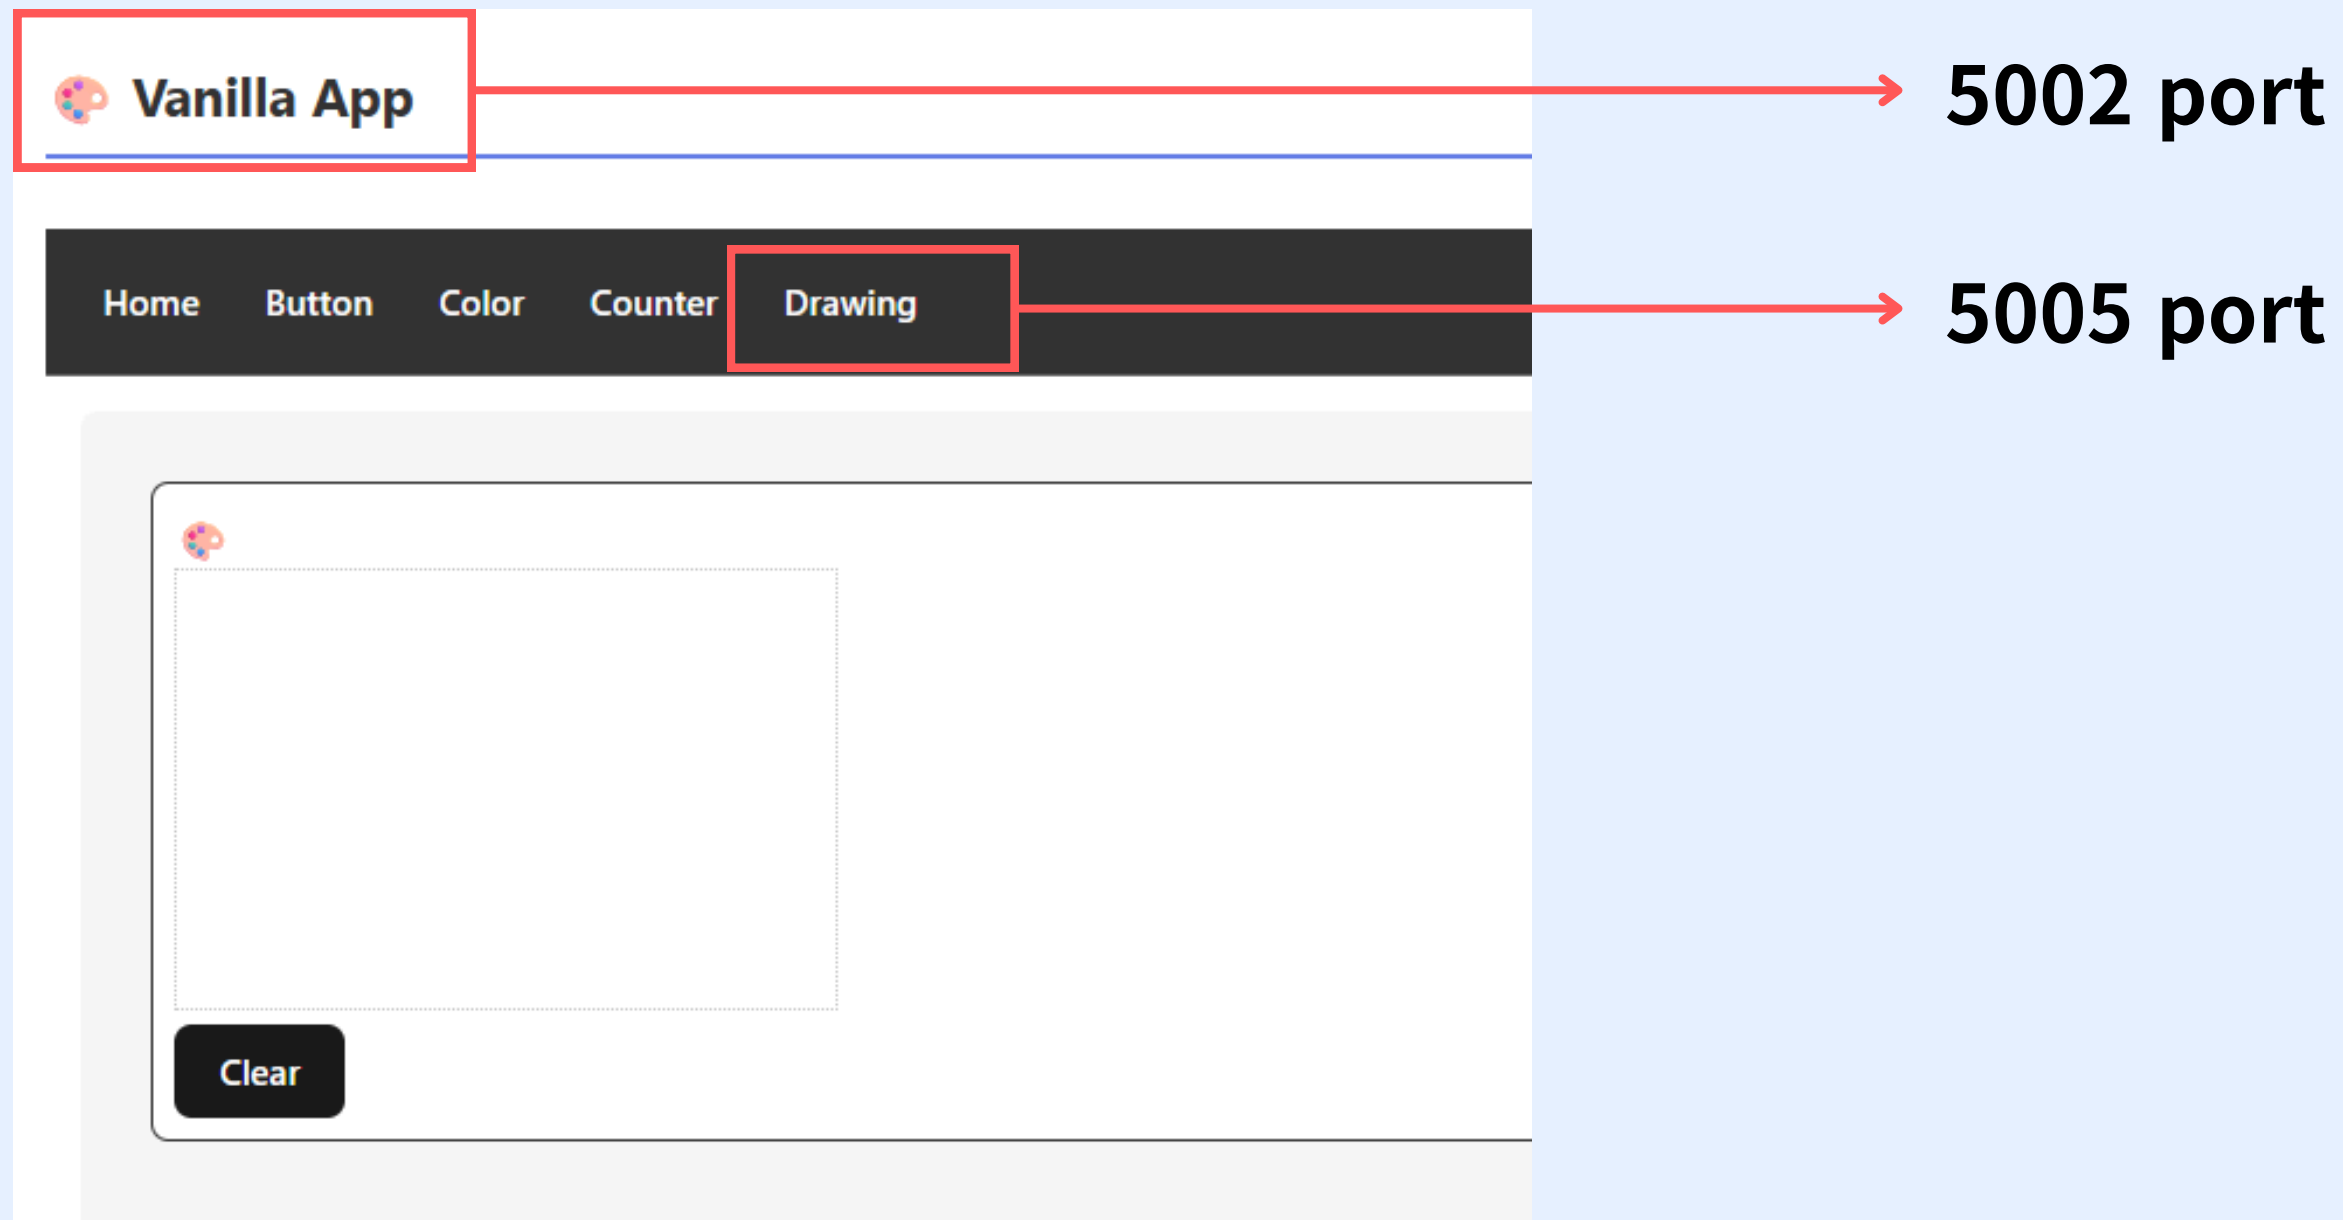 Vanilla App
5002 port
Home Button Color Counter Drawing
5005 port
Clear